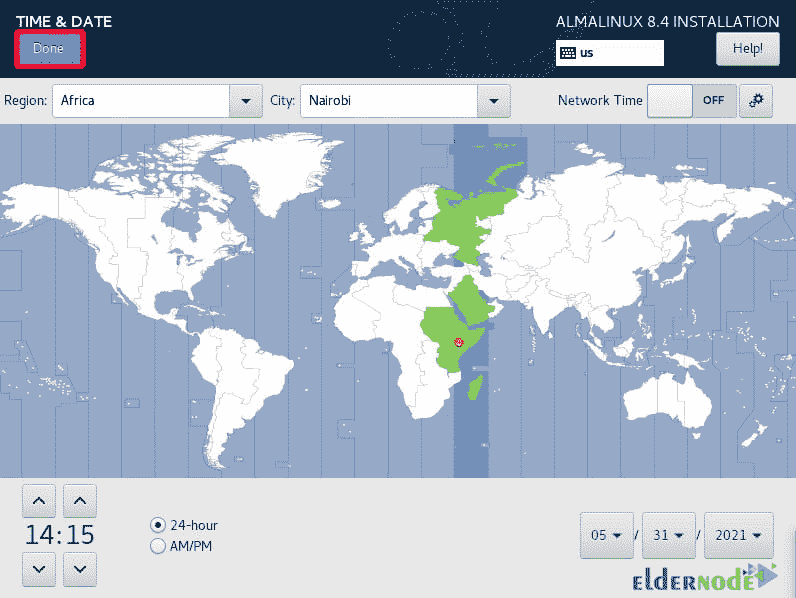 TIME & DATE
ALMALINUX 8.4 INSTALLATION
Done
us
Help!
Region: Africa City: Nairobi Network Time OFF
14:15
24-hour
AM/PM
05 / 31 / 2021
elderNode